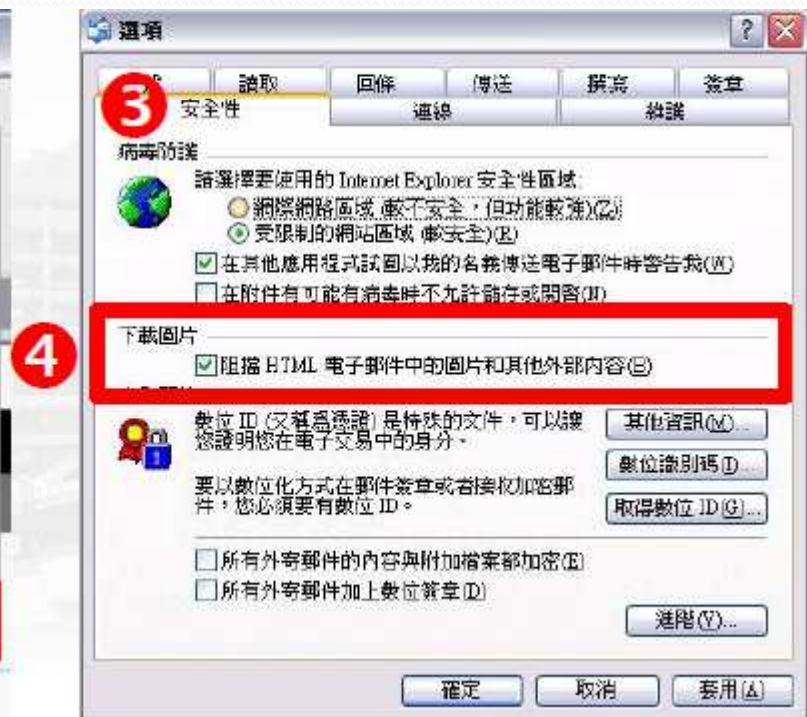 選項
讀取 回條 傳送 撰寫 簽章
3
安全性 連線 維護
病毒防護
請選擇要使用的 Internet Explorer 安全性區域:
網際網路區域 (較不安全，但功能較強)(Z)
受限制的網站區域 (較安全)(R)
在其他應用程式試圖以我的名義傳送電子郵件時警告我(W)
在附件有可能有病毒時不允許儲存或開啓(N)
下載圖片
4
阻擋 HTML 電子郵件中的圖片和其他外部內容(B)
數位 ID (又稱爲憑證) 是特殊的文件，可以讓
您證明您在電子交易中的身分。
其他資訊(M)...
數位識別碼(I)...
要以數位化方式在郵件簽章或者接收加密郵
件，您必須要有數位 ID。
取得數位 ID(G)...
所有外寄郵件的內容與附加檔案都加密(E)
所有外寄郵件加上數位簽章(D)
進階(V)...
確定 取消 套用(A)